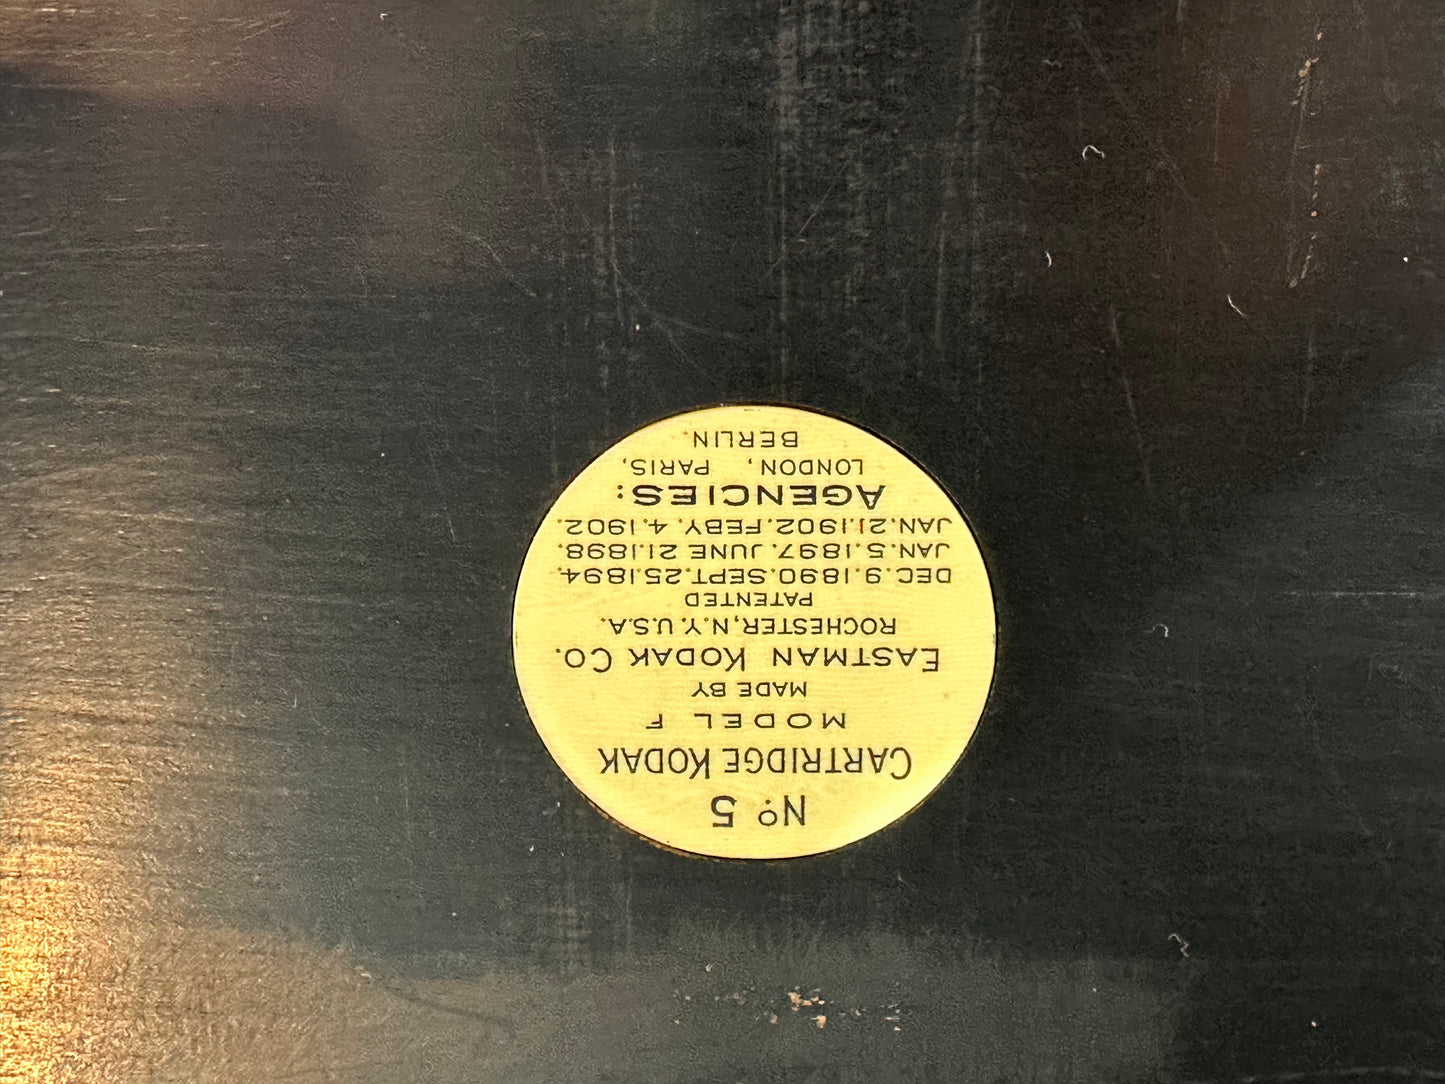 Nº 5
CARTRIDGE KODAK
MODEL F
MADE BY
EASTMAN KODAK CO.
ROCHESTER, N.Y. U.S.A.
PATENTED
DEC. 9. 1890. SEPT. 25. 1894.
JAN. 5. 1897. JUNE 21. 1898.
JAN. 21. 1902. FEBY. 4. 1902.
AGENCIES:
LONDON, PARIS,
BERLIN.